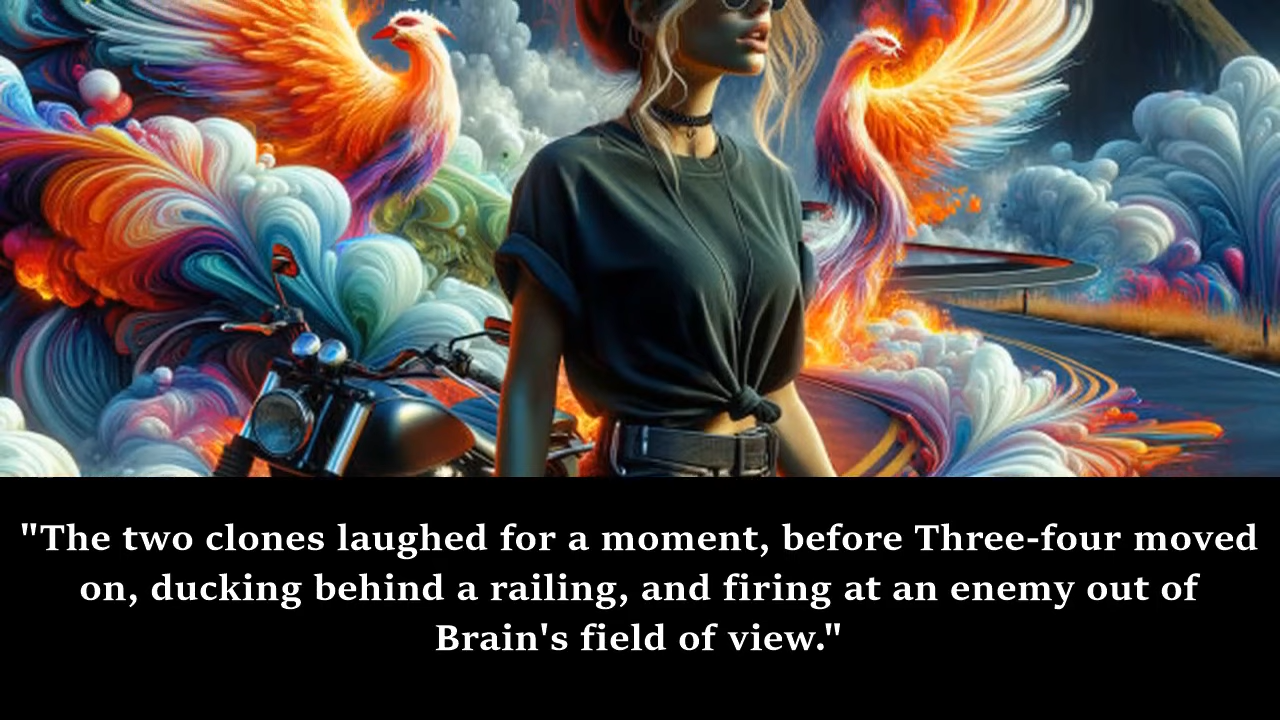 "The two clones laughed for a moment, before Three-four moved
on, ducking behind a railing, and firing at an enemy out of
Brain's field of view."